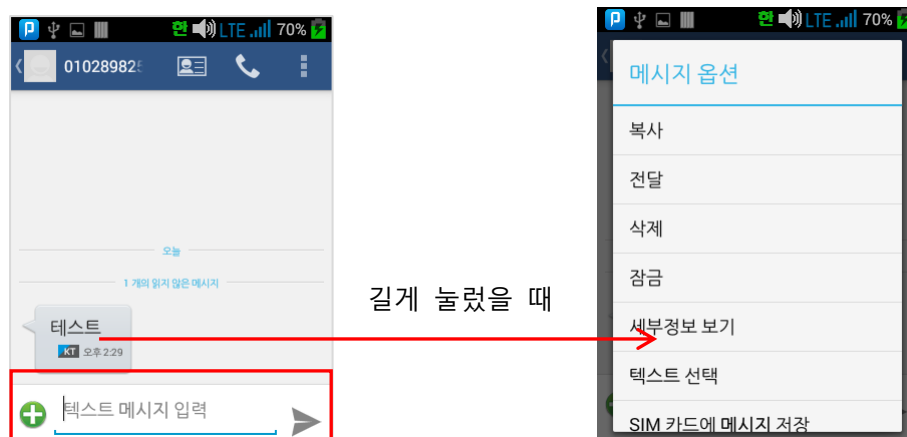 한 LTE 70%
01028982
오늘
1 개의 읽지 않은 메시지
테스트
KT 오후 2:29
텍스트 메시지 입력
길게 눌렀을 때
한 LTE 70%
메시지 옵션
복사
전달
삭제
잠금
세부정보 보기
텍스트 선택
SIM 카드에 메시지 저장